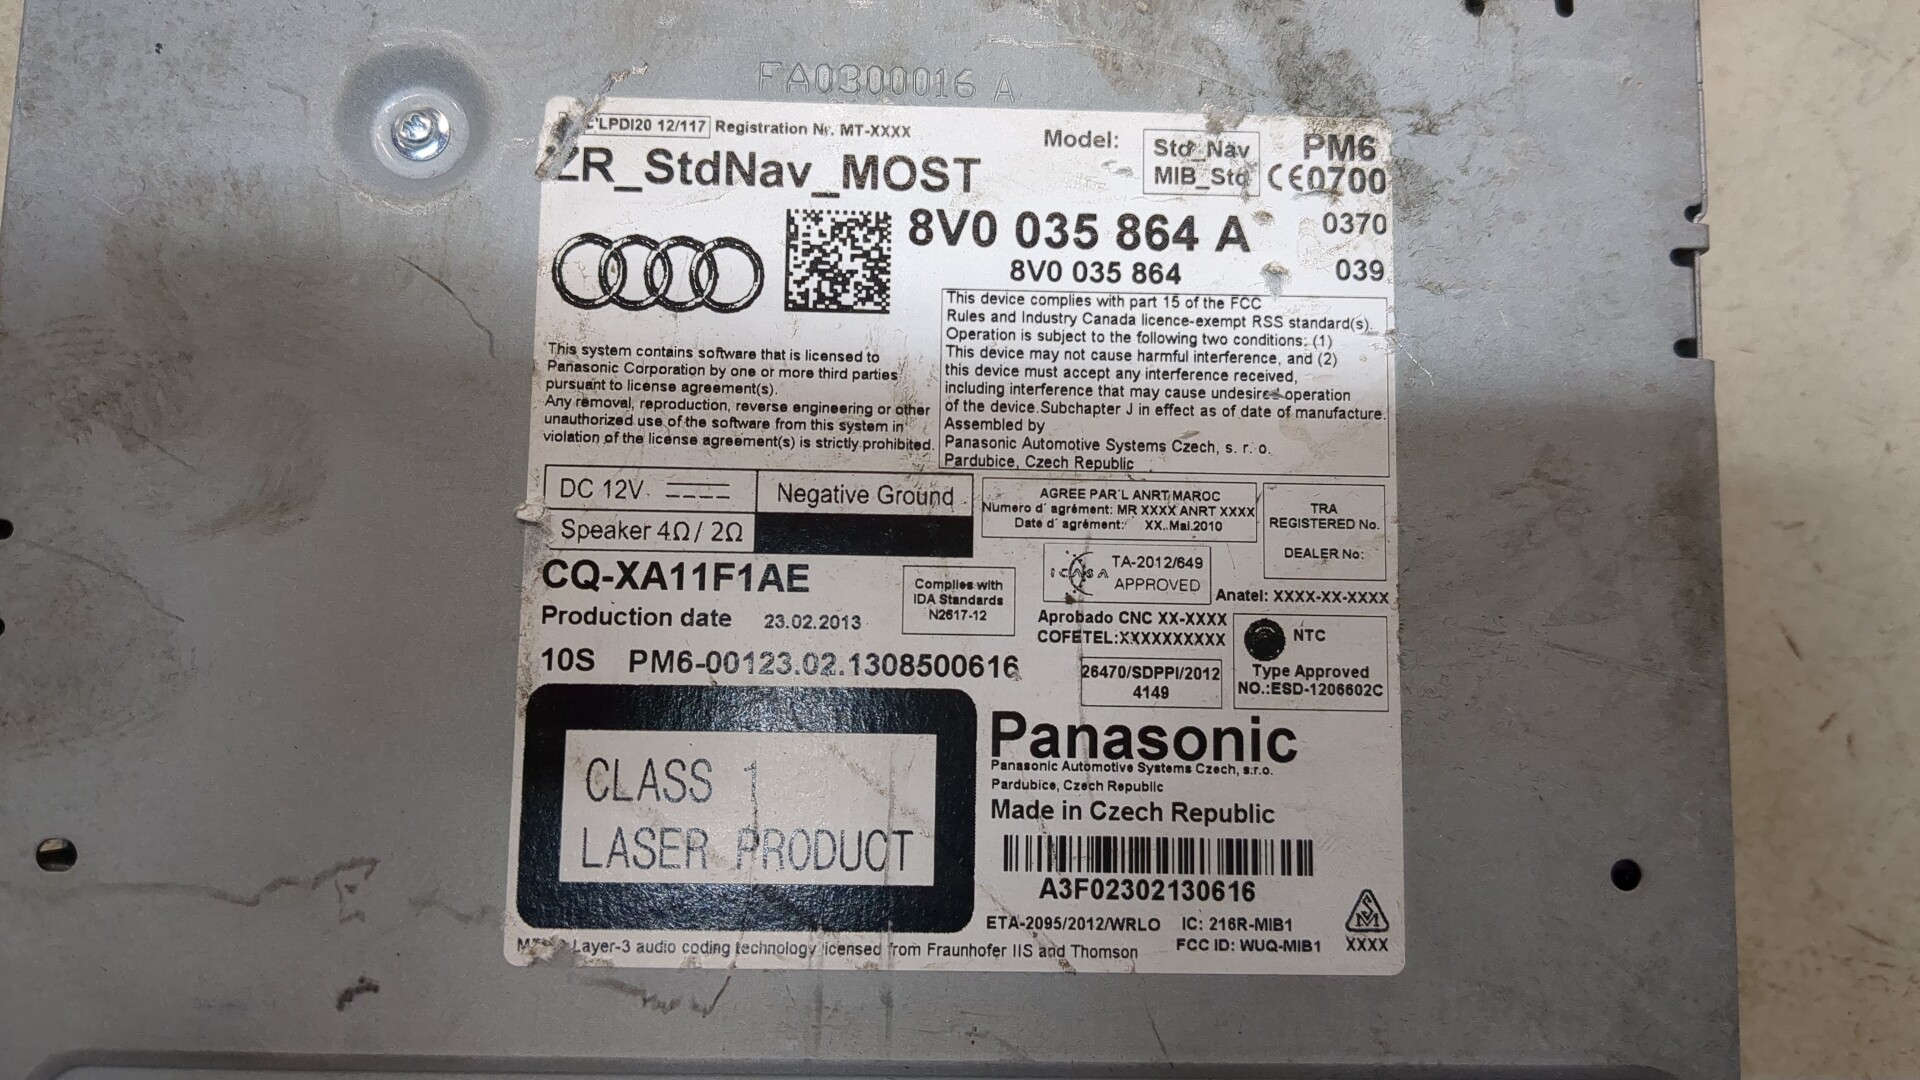 FA0300016 A
LPDI20 12/117 Registration Nr. MT-XXXX
ZR_StdNav_MOST
Model:
Std_Nav
MIB_Std
PM6
CE0700
8V0 035 864 A
0370
8V0 035 864
039
This device complies with part 15 of the FCC
Rules and Industry Canada licence-exempt RSS standard(s).
Operation is subject to the following two conditions: (1)
This device may not cause harmful interference, and (2)
this device must accept any interference received,
including interference that may cause undesired operation
of the device.Subchapter J in effect as of date of manufacture.
Assembled by
Panasonic Automotive Systems Czech, s. r. o.
Pardubice, Czech Republic
This system contains software that is licensed to
Panasonic Corporation by one or more third parties
pursuant to license agreement(s).
Any removal, reproduction, reverse engineering or other
unauthorized use of the software from this system in
violation of the license agreement(s) is strictly prohibited.
DC 12V
Negative Ground
Speaker 4Ω/ 2Ω
AGREE PAR'L ANRT MAROC
Numero d´ agrément: MR XXXX ANRT XXXX
Daté d´ agrément: XX..Mai.2010
TRA
REGISTERED No.
DEALER No:
ICASA
TA-2012/649
APPROVED
CQ-XA11F1AE
Complies with
IDA Standards
N2617-12
Anatel: XXXX-XX-XXXX
Production date 23.02.2013
Aprobado CNC XX-XXXX
COFETEL:XXXXXXXXXX
NTC
Type Approved
NO.:ESD-1206602C
10S PM6-00123.02.1308500616
26470/SDPPI/2012
4149
CLASS 1
LASER PRODUCT
Panasonic
Panasonic Automotive Systems Czech, s.r.o.
Pardubice, Czech Republic
Made in Czech Republic
A3F02302130616
ETA-2095/2012/WRLO IC: 216R-MIB1
FCC ID: WUQ-MIB1
XXXX
Layer-3 audio coding technology licensed from Fraunhofer IIS and Thomson